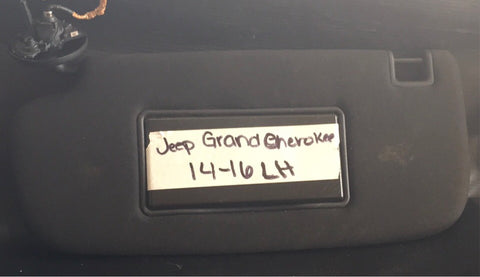 Jeep Grand Cherokee
14-16 LH